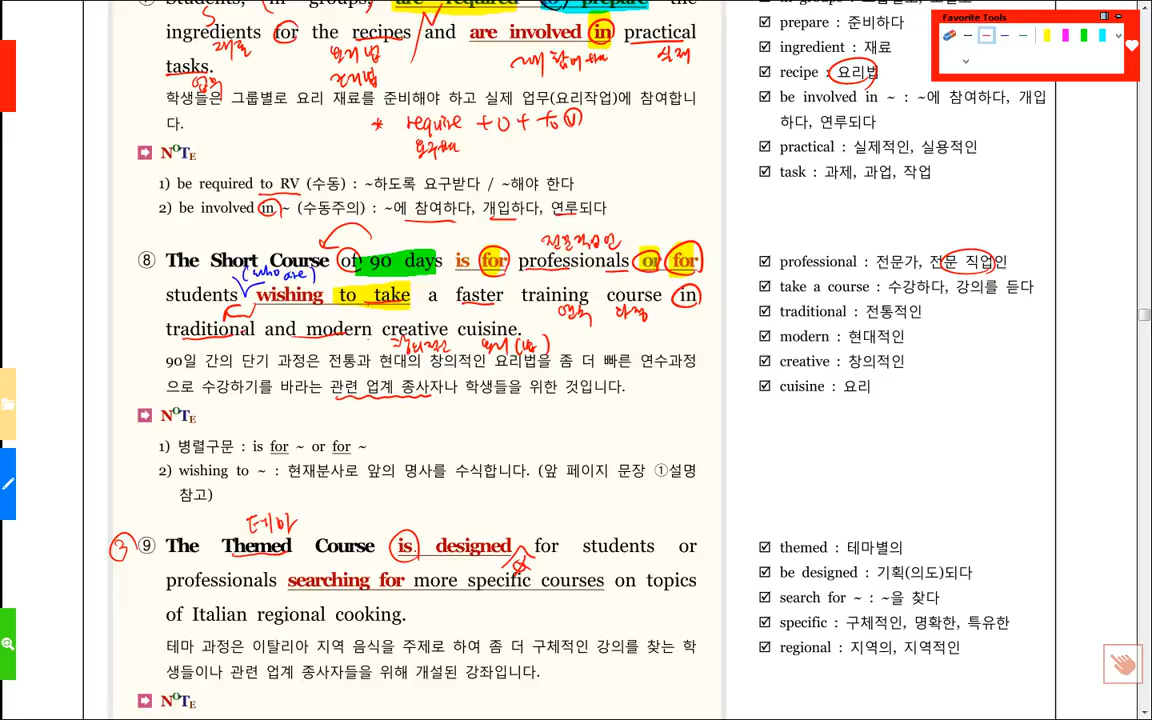 Students, in groups, are required to prepare the
ingredients for the recipes and are involved in practical
재료
요리법
조리법
실제
tasks.
업무
학생들은 그룹별로 요리 재료를 준비해야 하고 실제 업무(요리작업)에 참여합니
다.
* require + O + to ⓥ
NOTE
1) be required to RV (수동) : ~하도록 요구받다 / ~해야 한다
2) be involved in ~ (수동주의) : ~에 참여하다, 개입하다, 연루되다
전문직업인
⑧ The Short Course of 90 days is for professionals or for
(who are)
students wishing to take a faster training course in
연수 과정
traditional and modern creative cuisine.
창의적인 요리(법)
90일 간의 단기 과정은 전통과 현대의 창의적인 요리법을 좀 더 빠른 연수과정
으로 수강하기를 바라는 관련 업계 종사자나 학생들을 위한 것입니다.
NOTE
1) 병렬구문 : is for ~ or for ~
2) wishing to ~ : 현재분사로 앞의 명사를 수식합니다. (앞 페이지 문장 ①설명
참고)
테마
③ ⑨ The Themed Course is designed for students or
professionals searching for more specific courses on topics
of Italian regional cooking.
테마 과정은 이탈리아 지역 음식을 주제로 하여 좀 더 구체적인 강의를 찾는 학
생들이나 관련 업계 종사자들을 위해 개설된 강좌입니다.
NOTE
☑ prepare : 준비하다
☑ ingredient : 재료
☑ recipe : 요리법
☑ be involved in ~ : ~에 참여하다, 개입
하다, 연루되다
☑ practical : 실제적인, 실용적인
☑ task : 과제, 과업, 작업
☑ professional : 전문가, 전문 직업인
☑ take a course : 수강하다, 강의를 듣다
☑ traditional : 전통적인
☑ modern : 현대적인
☑ creative : 창의적인
☑ cuisine : 요리
☑ themed : 테마별의
☑ be designed : 기획(의도)되다
☑ search for ~ : ~을 찾다
☑ specific : 구체적인, 명확한, 특유한
☑ regional : 지역의, 지역적인
Favorite Tools